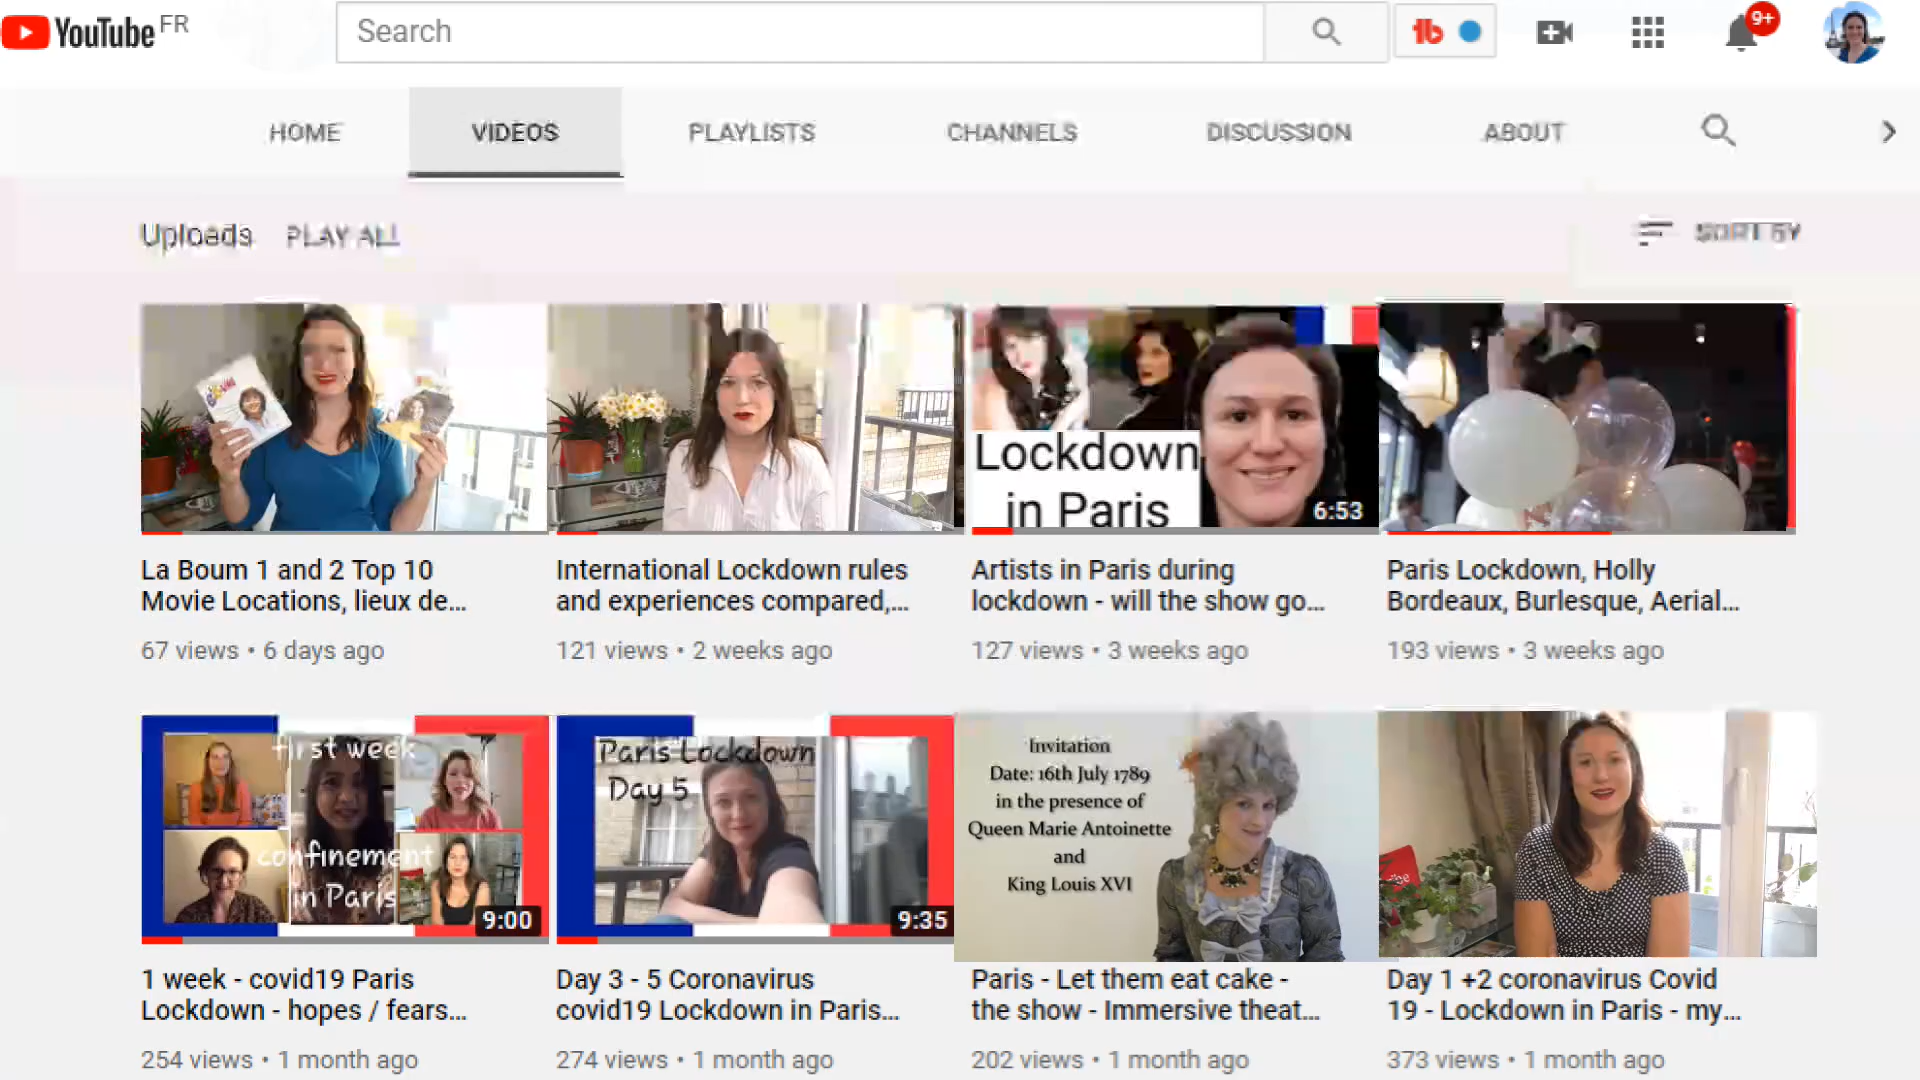 YouTube FR
Search
9+
HOME
VIDEOS
PLAYLISTS
CHANNELS
DISCUSSION
ABOUT
Uploads PLAY ALL
SORT BY
Lockdown
in Paris
6:53
La Boum 1 and 2 Top 10
Movie Locations, lieux de...
67 views • 6 days ago
International Lockdown rules
and experiences compared,...
121 views • 2 weeks ago
Artists in Paris during
lockdown - will the show go...
127 views • 3 weeks ago
Paris Lockdown, Holly
Bordeaux, Burlesque, Aerial...
193 views • 3 weeks ago
first week
confinement
in Paris
9:00
Paris Lockdown
Day 5
9:35
Invitation
Date: 16th July 1789
in the presence of
Queen Marie Antoinette
and
King Louis XVI
1 week - covid19 Paris
Lockdown - hopes / fears...
254 views • 1 month ago
Day 3 - 5 Coronavirus
covid19 Lockdown in Paris...
274 views • 1 month ago
Paris - Let them eat cake -
the show - Immersive theat...
202 views • 1 month ago
Day 1 +2 coronavirus Covid
19 - Lockdown in Paris - my...
373 views • 1 month ago